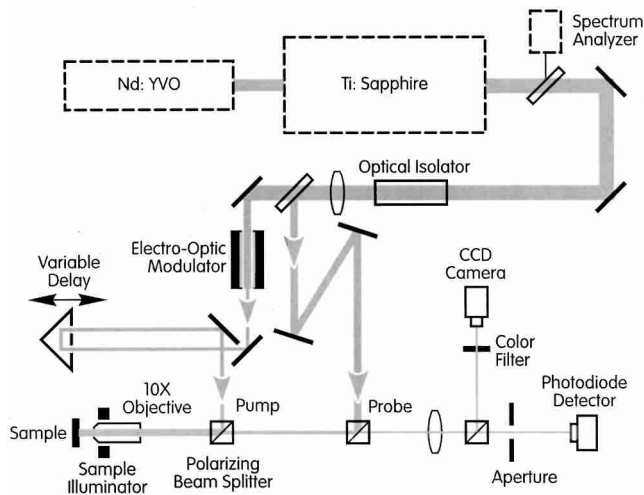 Spectrum
Analyzer
Nd: YVO
Ti: Sapphire
Optical Isolator
Electro-Optic
Modulator
Variable
Delay
CCD
Camera
Color
Filter
Photodiode
Detector
10X
Objective
Pump
Probe
Sample
Sample
Illuminator
Polarizing
Beam Splitter
Aperture